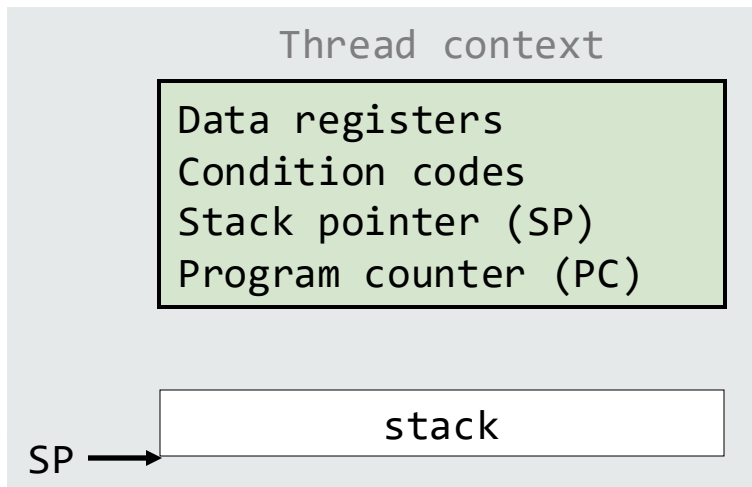 Thread context
Data registers
Condition codes
Stack pointer (SP)
Program counter (PC)
stack
SP